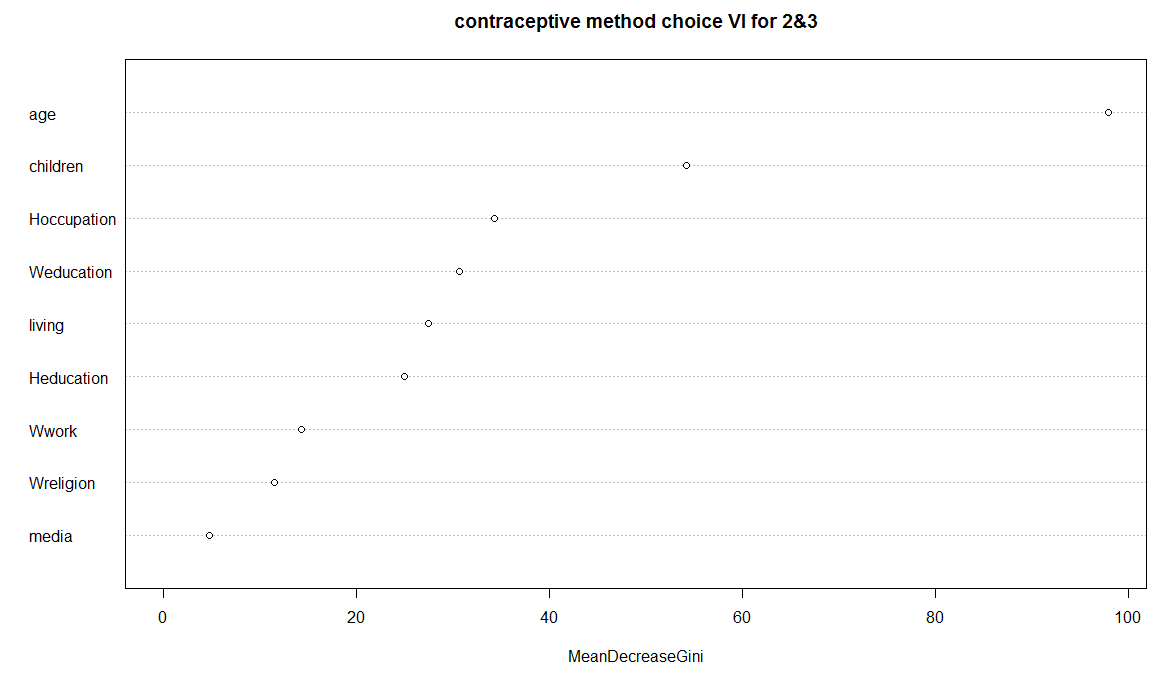 contraceptive method choice VI for 2&3
age
children
Hoccupation
Weducation
living
Heducation
Wwork
Wreligion
media
0 20 40 60 80 100
MeanDecreaseGini